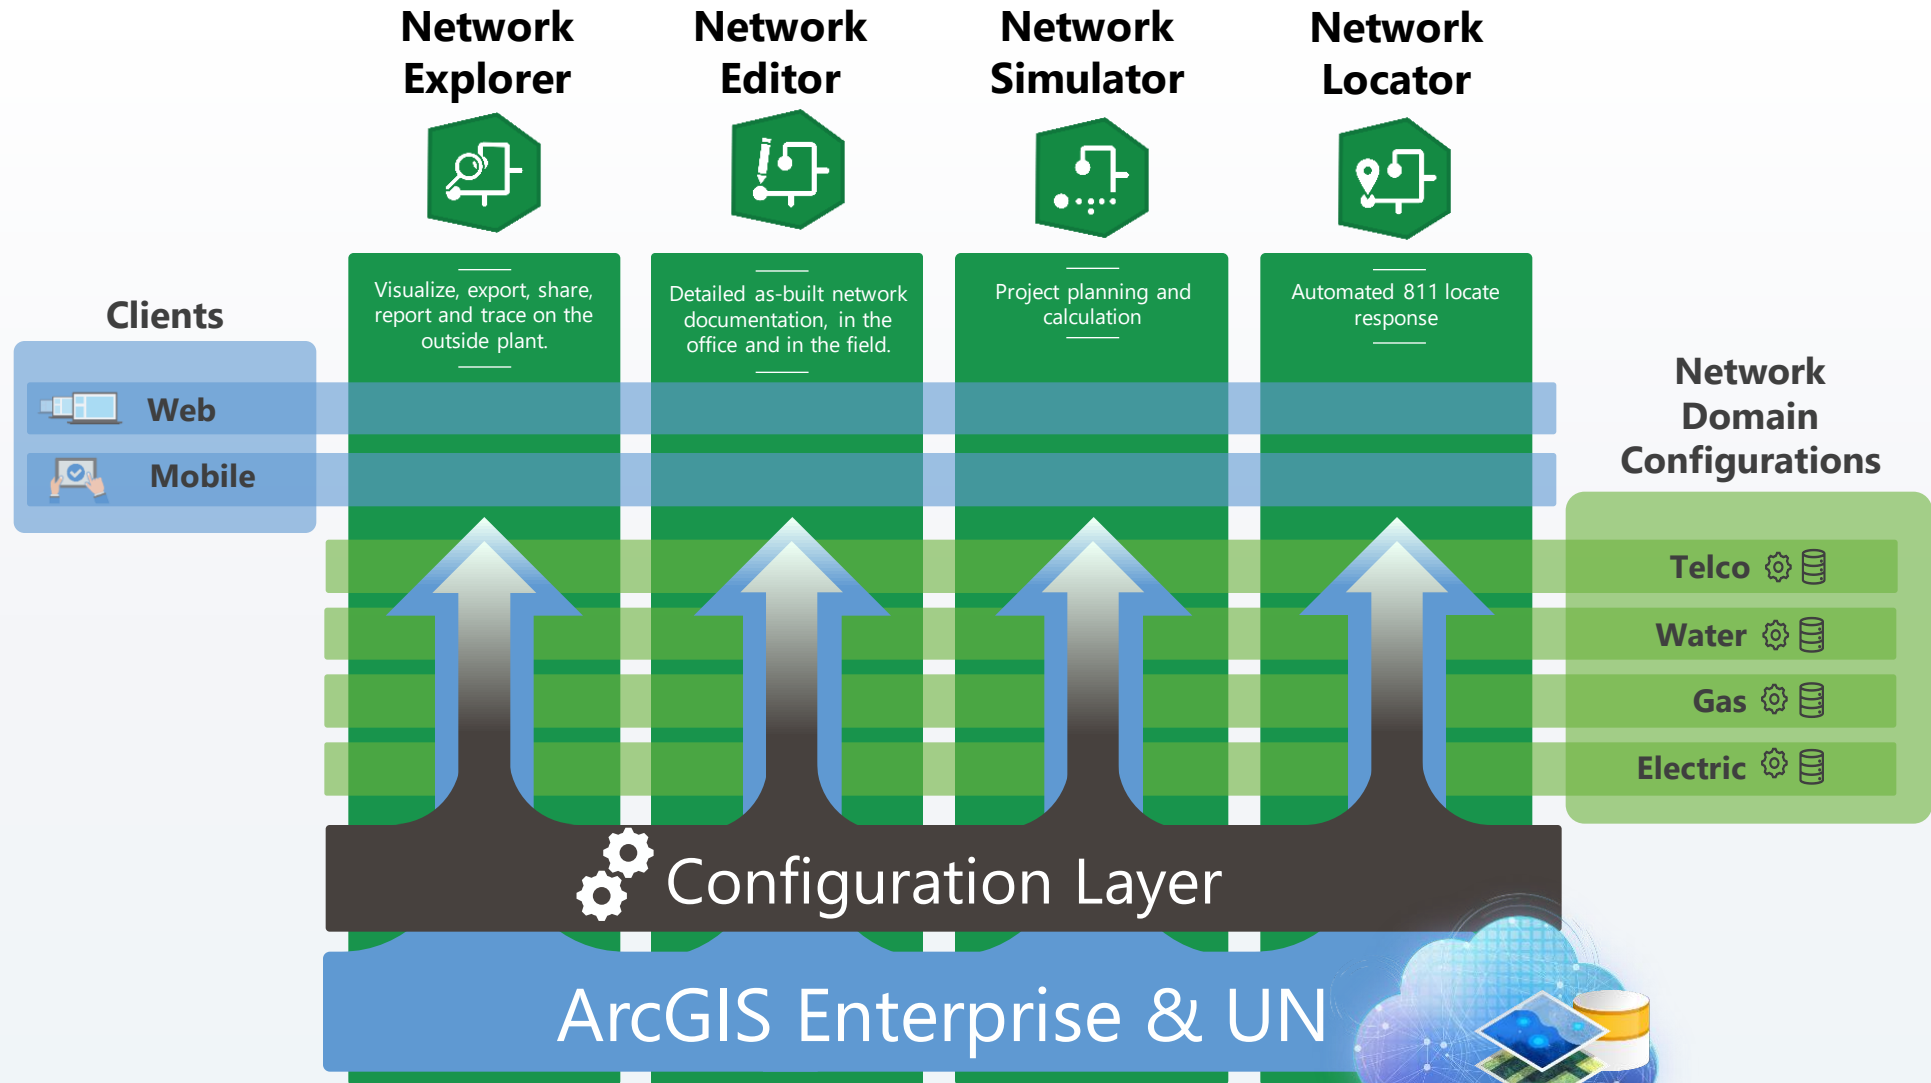 Network
Explorer
Network
Editor
Network
Simulator
Network
Locator
Visualize, export, share,
report and trace on the
outside plant.
Detailed as-built network
documentation, in the
office and in the field.
Project planning and
calculation
Automated 811 locate
response
Clients
Web
Mobile
Network
Domain
Configurations
Telco
Water
Gas
Electric
Configuration Layer
ArcGIS Enterprise & UN